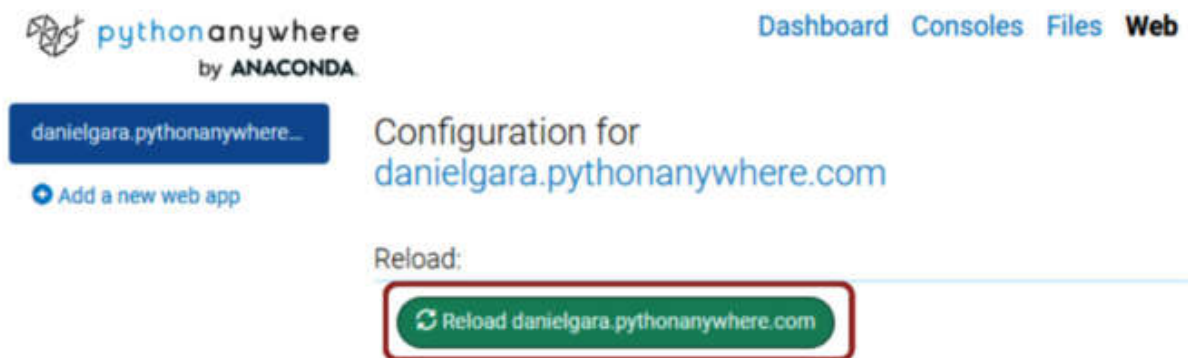 pythonanywhere
by ANACONDA.
Dashboard Consoles Files Web
danielgara.pythonanywhere...
Add a new web app
Configuration for
danielgara.pythonanywhere.com
Reload:
Reload danielgara.pythonanywhere.com